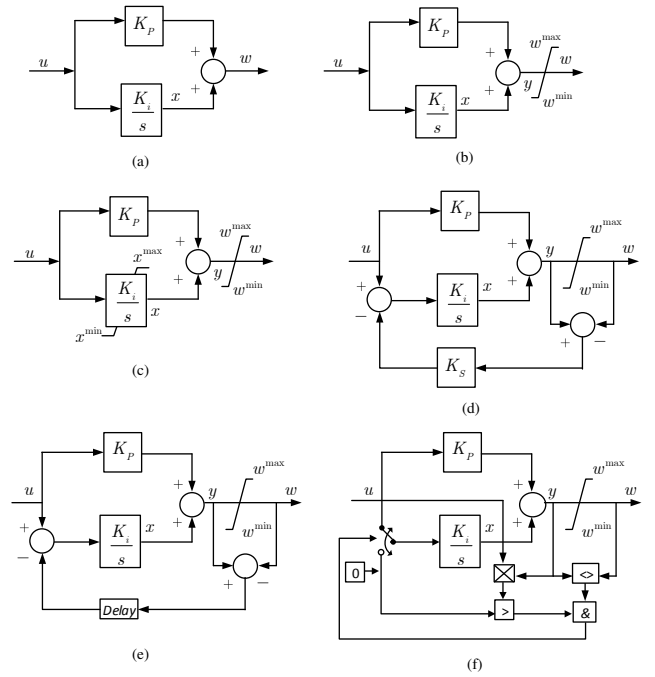 K_P
u
w
+
+
K_i
s
x
(a)
K_P
u
w^max
w
+
+
y
w^min
K_i
s
x
(b)
K_P
u
w^max
w
+
+
y
w^min
x^max
K_i
s
x
x^min
(c)
K_P
u
w^max
w
+
+
y
w^min
+
−
K_i
s
x
+
−
K_S
(d)
K_P
u
w^max
w
+
+
y
w^min
+
−
K_i
s
x
+
−
Delay
(e)
K_P
u
w^max
w
+
+
y
w^min
K_i
s
x
0
<>
>
&
(f)